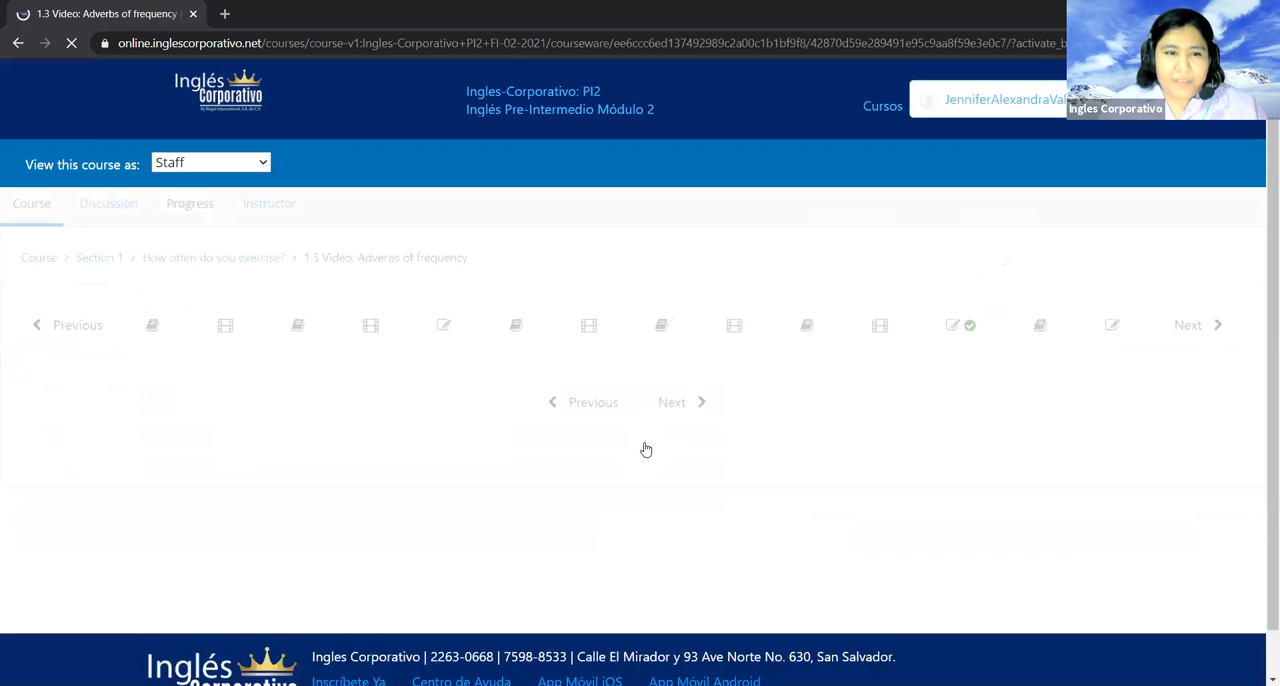 1.3 Video: Adverbs of frequency
online.inglescorporativo.net/courses/course-v1:Ingles-Corporativo+PI2+FI-02-2021/courseware/ee6ccc6ed137492989c2a00c1b1bf9f8/42870d59e289491e95c9aa8f59e3e0c7/?activate_b
Inglés
Corporativo
Ingles-Corporativo: PI2
Inglés Pre-Intermedio Módulo 2
Cursos
JenniferAlexandraVal
Ingles Corporativo
View this course as:
Staff
Course
Discussion
Progress
Instructor
Course > Section 1 > How often do you exercise? > 1.3 Video: Adverbs of frequency
Previous
Next
Previous
Next
Inglés
Corporativo
Ingles Corporativo | 2263-0668 | 7598-8533 | Calle El Mirador y 93 Ave Norte No. 630, San Salvador.
Inscríbete Ya
Centro de Ayuda
App Móvil iOS
App Móvil Android